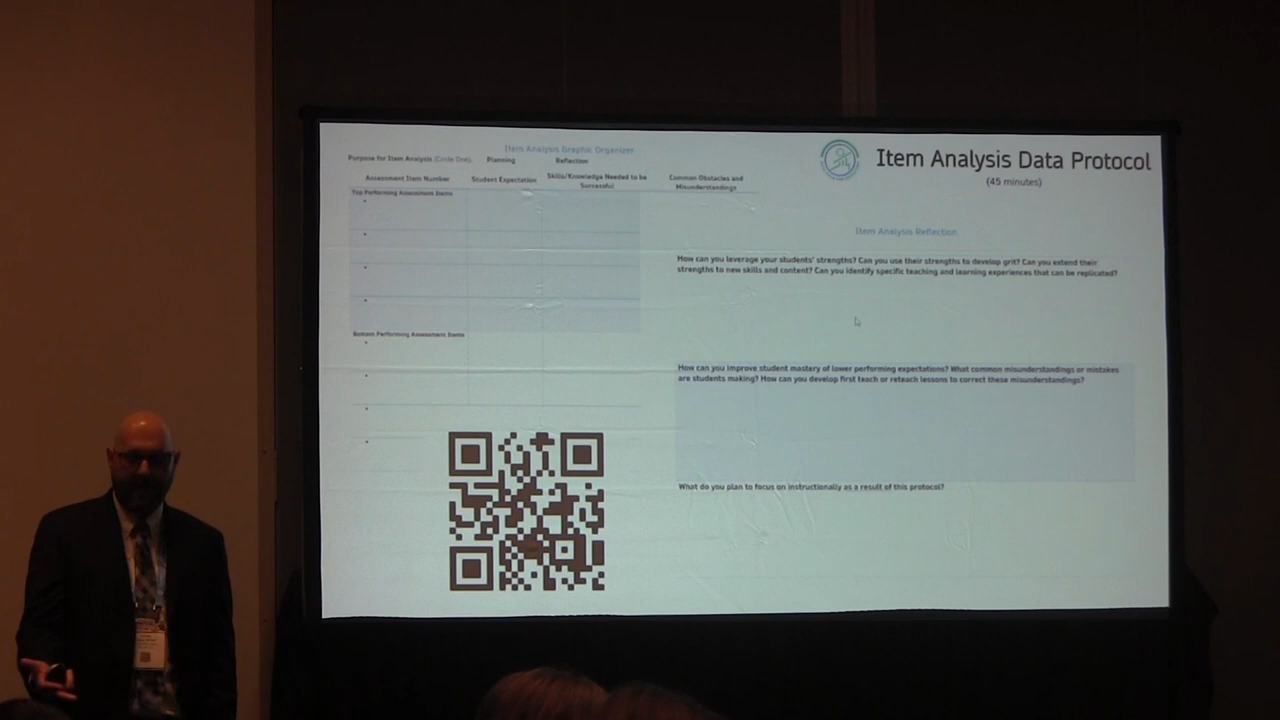 Item Analysis Graphic Organizer
Purpose for Item Analysis (Circle One): Planning Reflection
Assessment Item Number Student Expectation Skills/Knowledge Needed to be Successful Common Obstacles and Misunderstandings
Top Performing Assessment Items
Bottom Performing Assessment Items
Item Analysis Data Protocol
(45 minutes)
Item Analysis Reflection
How can you leverage your students' strengths? Can you use their strengths to develop grit? Can you extend their
strengths to new skills and content? Can you identify specific teaching and learning experiences that can be replicated?
How can you improve student mastery of lower performing expectations? What common misunderstandings or mistakes
are students making? How can you develop first teach or reteach lessons to correct these misunderstandings?
What do you plan to focus on instructionally as a result of this protocol?